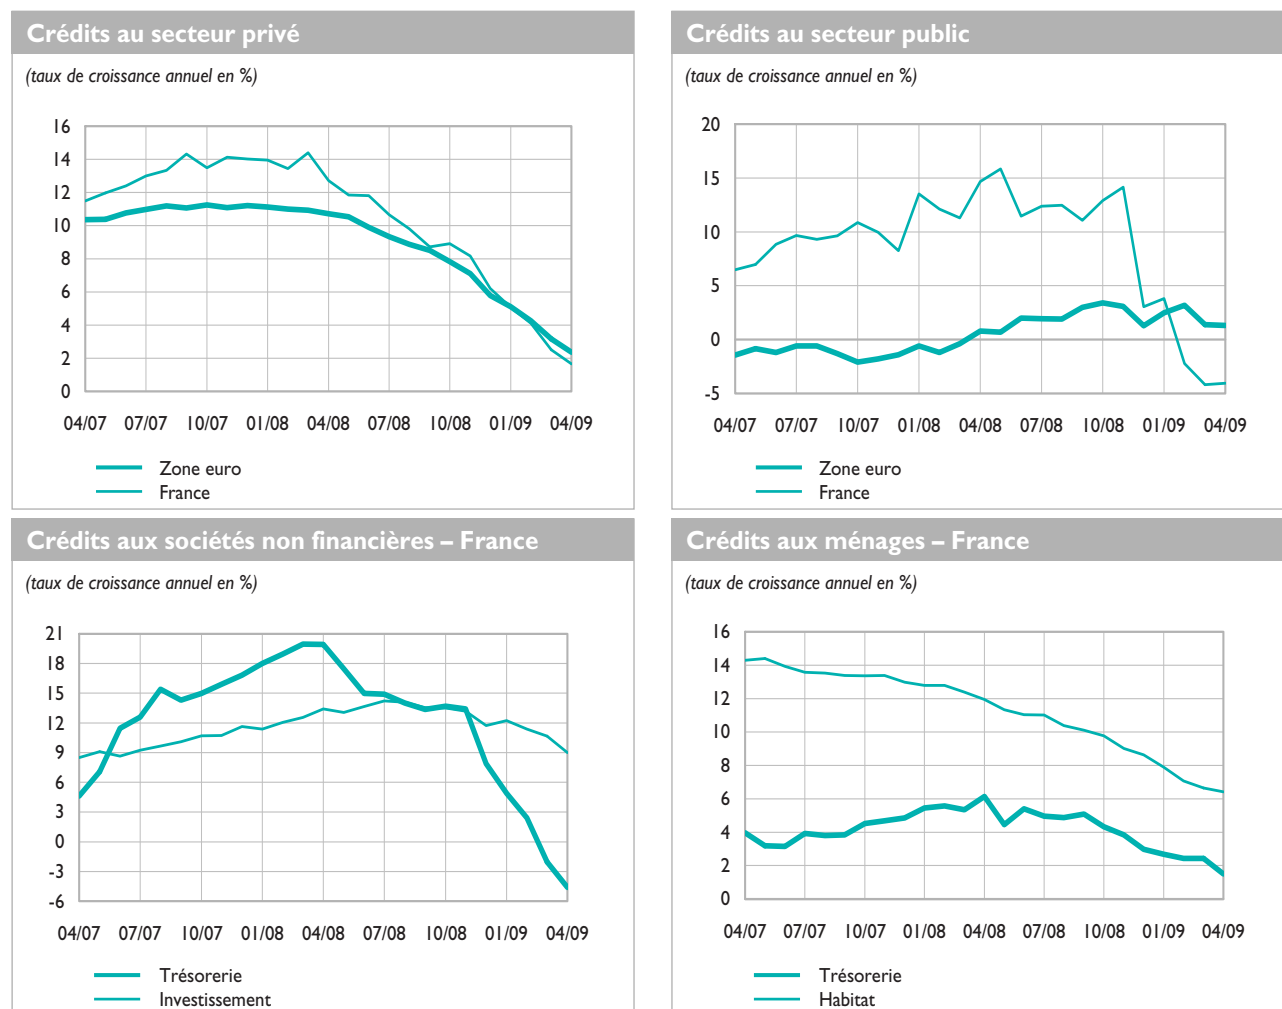 Crédits au secteur privé
(taux de croissance annuel en %)
16
14
12
10
8
6
4
2
0
04/07 07/07 10/07 01/08 04/08 07/08 10/08 01/09 04/09
Zone euro
France
Crédits au secteur public
(taux de croissance annuel en %)
20
15
10
5
0
-5
04/07 07/07 10/07 01/08 04/08 07/08 10/08 01/09 04/09
Zone euro
France
Crédits aux sociétés non financières – France
(taux de croissance annuel en %)
21
18
15
12
9
6
3
0
-3
-6
04/07 07/07 10/07 01/08 04/08 07/08 10/08 01/09 04/09
Trésorerie
Investissement
Crédits aux ménages – France
(taux de croissance annuel en %)
16
14
12
10
8
6
4
2
0
04/07 07/07 10/07 01/08 04/08 07/08 10/08 01/09 04/09
Trésorerie
Habitat